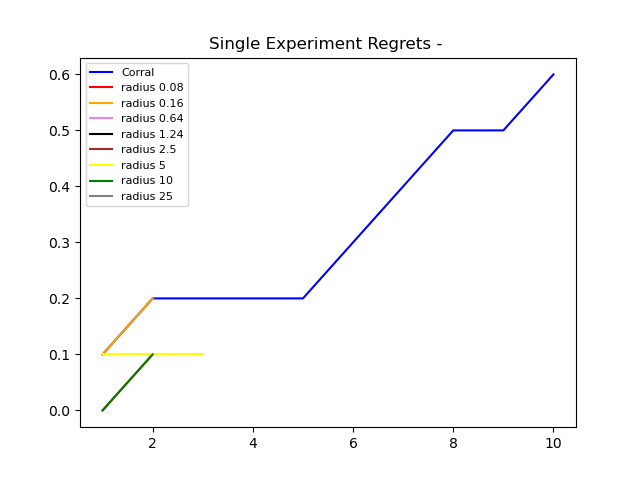 Single Experiment Regrets -
Corral
radius 0.08
radius 0.16
radius 0.64
radius 1.24
radius 2.5
radius 5
radius 10
radius 25
0.6
0.5
0.4
0.3
0.2
0.1
0.0
2 4 6 8 10